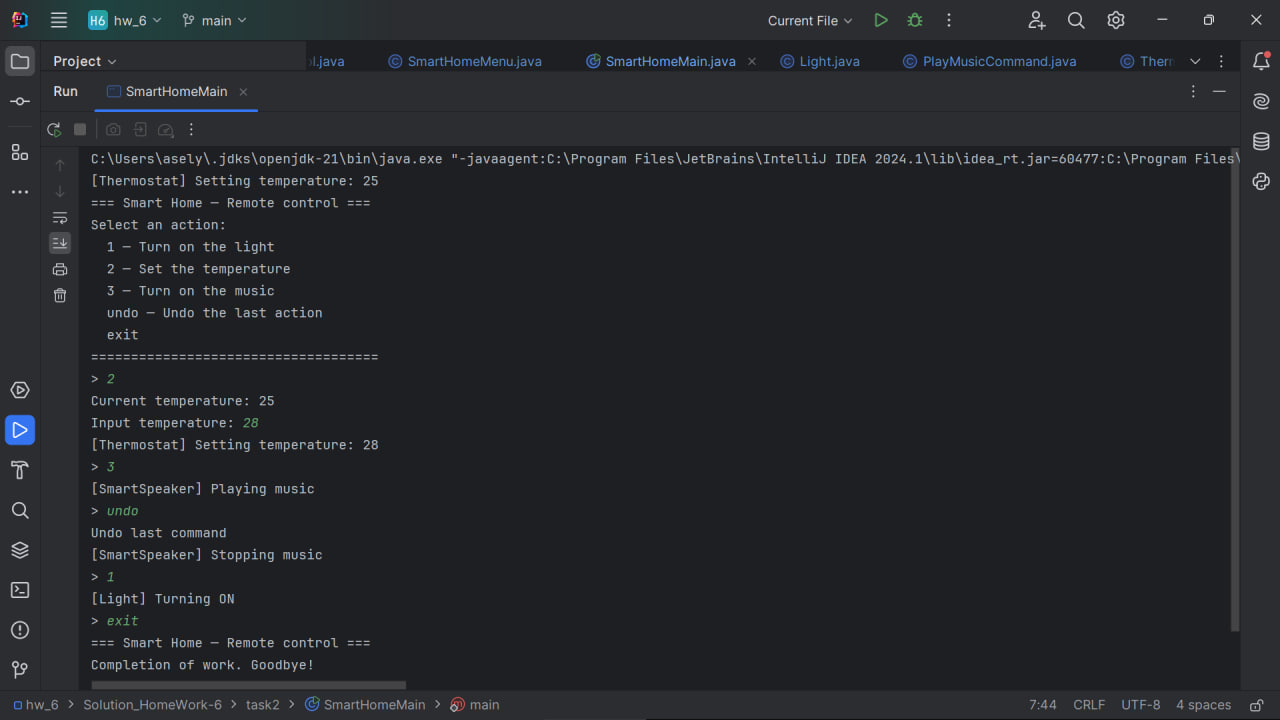 H6 hw_6 main Current File
Project l.java SmartHomeMenu.java SmartHomeMain.java Light.java PlayMusicCommand.java Thern
Run SmartHomeMain
C:\Users\asely\.jdks\openjdk-21\bin\java.exe "-javaagent:C:\Program Files\JetBrains\IntelliJ IDEA 2024.1\lib\idea_rt.jar=60477:C:\Program Files\
[Thermostat] Setting temperature: 25
=== Smart Home — Remote control ===
Select an action:
1 — Turn on the light
2 — Set the temperature
3 — Turn on the music
undo — Undo the last action
exit
====================================
> 2
Current temperature: 25
Input temperature: 28
[Thermostat] Setting temperature: 28
> 3
[SmartSpeaker] Playing music
> undo
Undo last command
[SmartSpeaker] Stopping music
> 1
[Light] Turning ON
> exit
=== Smart Home — Remote control ===
Completion of work. Goodbye!
hw_6 > Solution_HomeWork-6 > task2 > SmartHomeMain > main 7:44 CRLF UTF-8 4 spaces